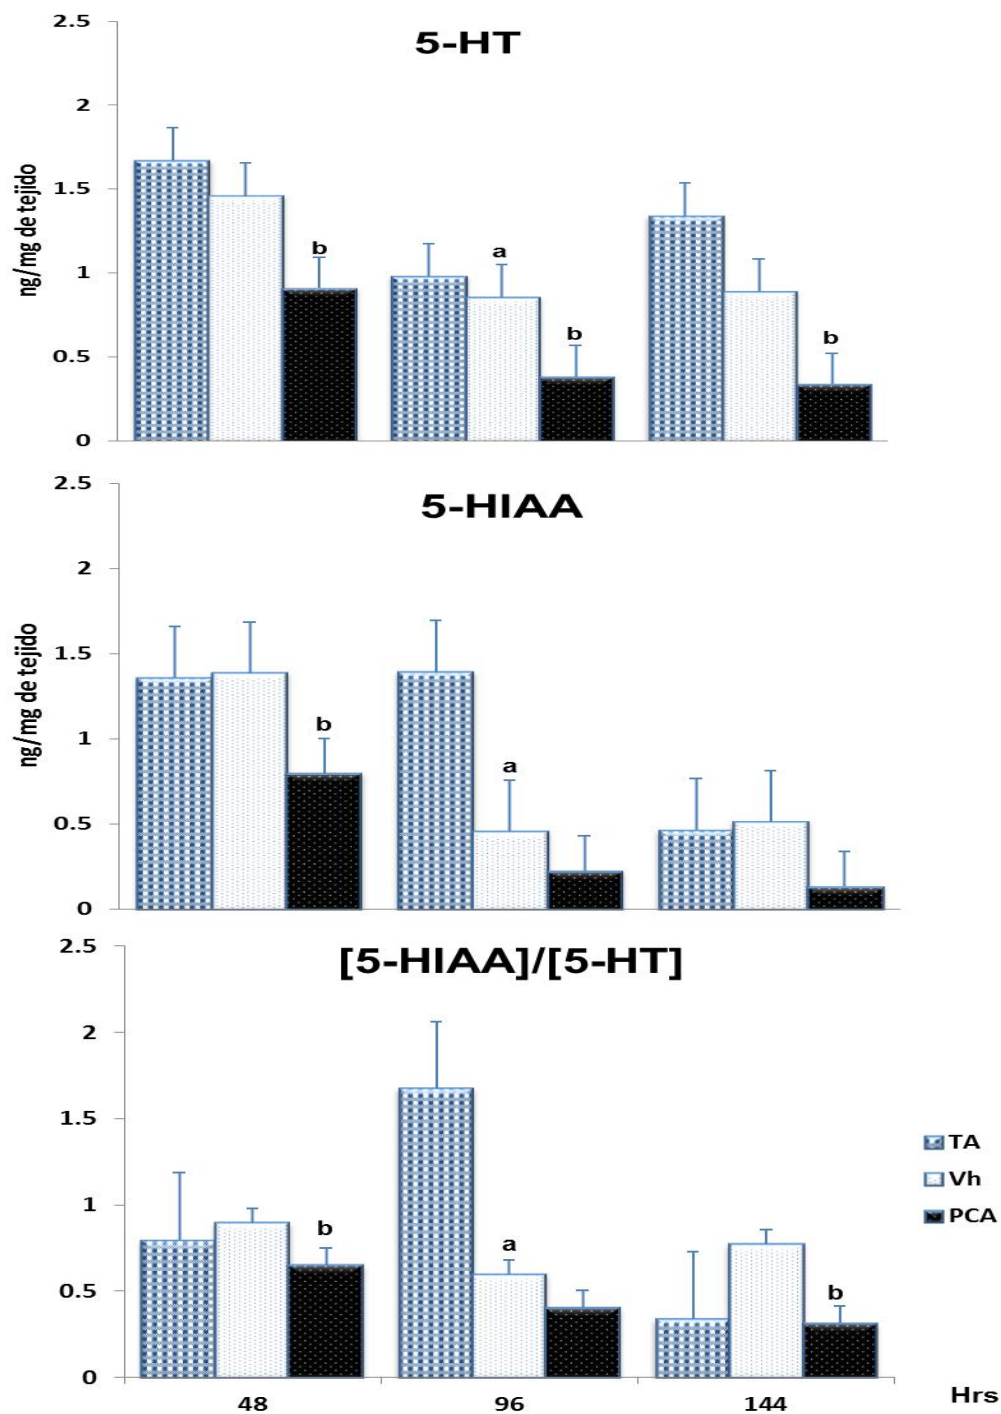 5-HT
ng/mg de tejido
2.5
2
1.5
1
0.5
0
b
a
b
b
5-HIAA
ng/mg de tejido
2.5
2
1.5
1
0.5
0
b
a
[5-HIAA]/[5-HT]
2.5
2
1.5
1
0.5
0
b
a
b
TA
Vh
PCA
48 96 144 Hrs